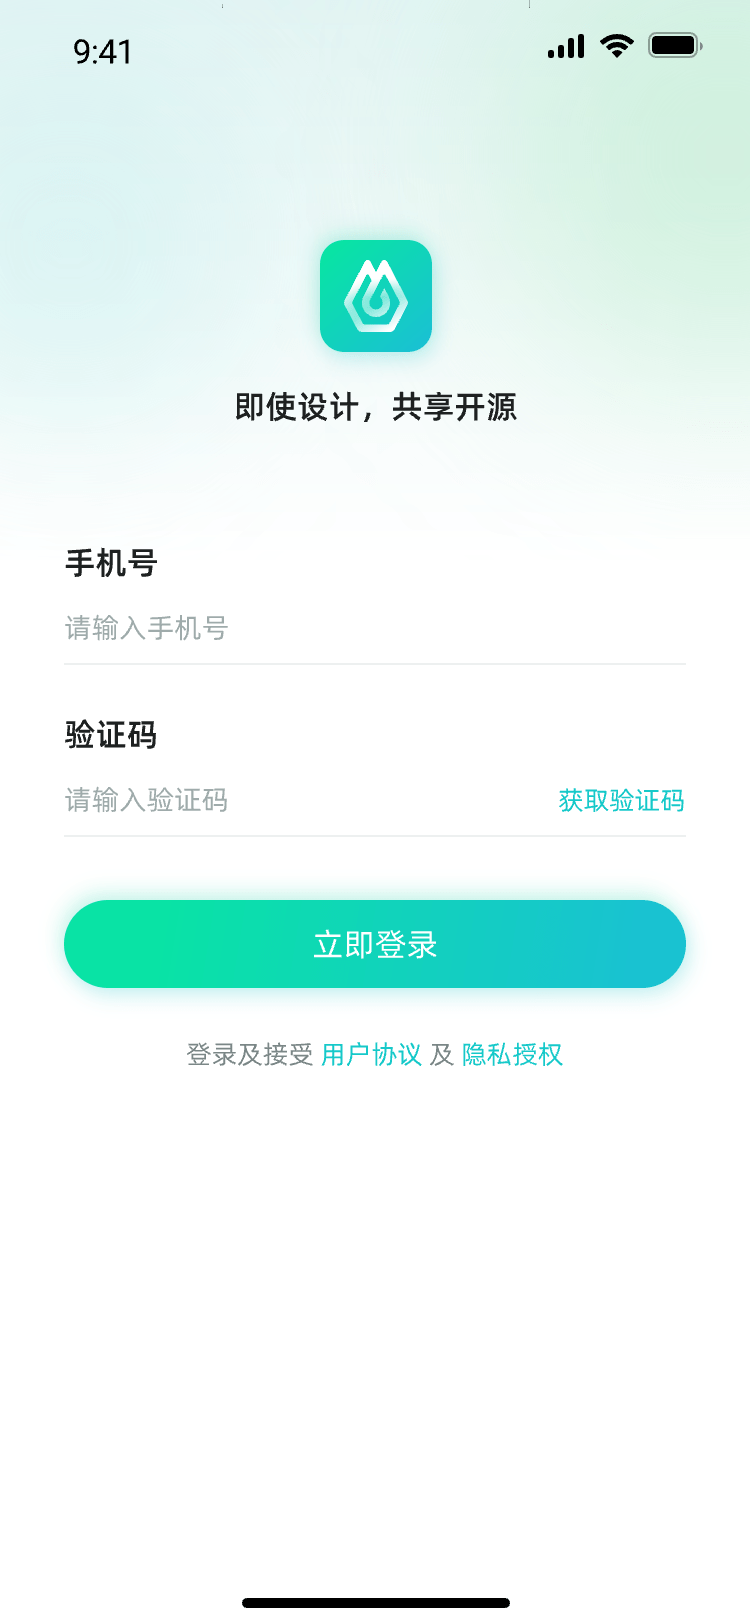 9:41
即使设计，共享开源
手机号
请输入手机号
验证码
请输入验证码 获取验证码
立即登录
登录及接受 用户协议 及 隐私授权